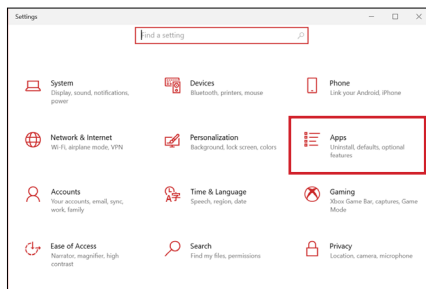 Settings
Find a setting
System
Display, sound, notifications,
power
Devices
Bluetooth, printers, mouse
Phone
Link your Android, iPhone
Network & Internet
Wi-Fi, airplane mode, VPN
Personalization
Background, lock screen, colors
Apps
Uninstall, defaults, optional
features
Accounts
Your accounts, email, sync,
work, family
Time & Language
Speech, region, date
Gaming
Xbox Game Bar, captures, Game
Mode
Ease of Access
Narrator, magnifier, high
contrast
Search
Find my files, permissions
Privacy
Location, camera, microphone